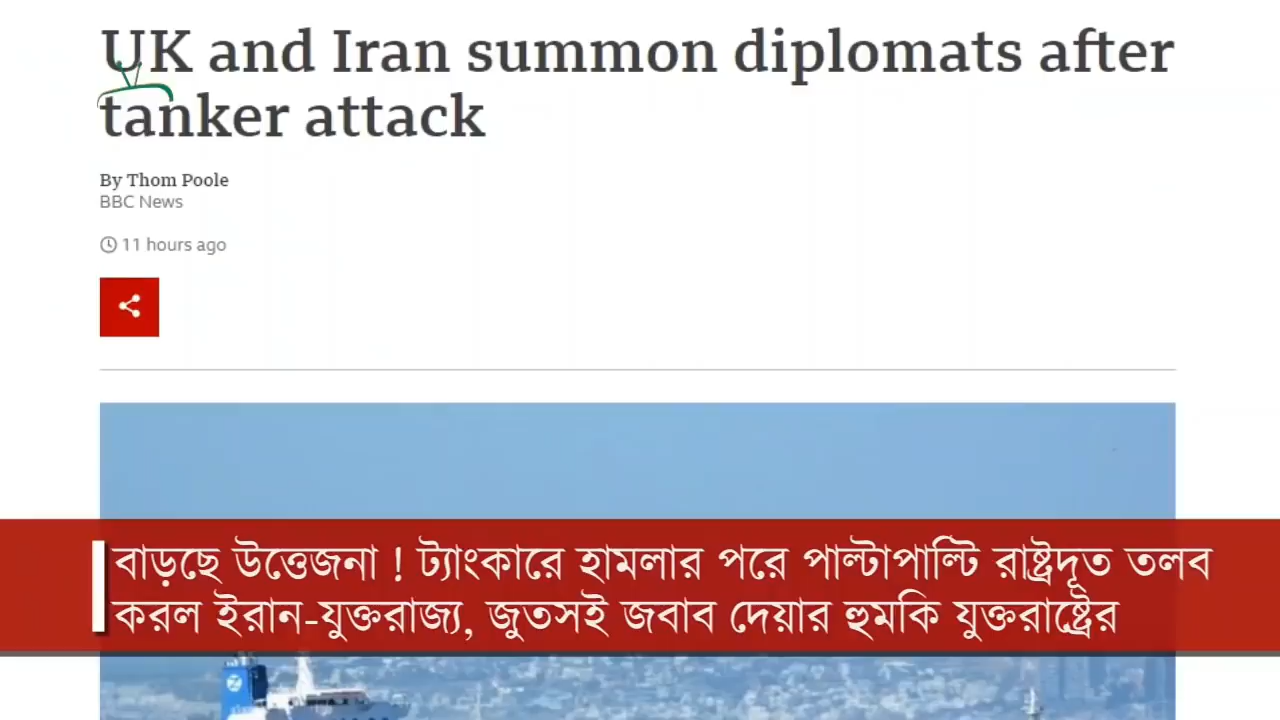 UK and Iran summon diplomats after
tanker attack
By Thom Poole
BBC News
11 hours ago
বাড়ছে উত্তেজনা ! ট্যাংকারে হামলার পরে পাল্টাপাল্টি রাষ্ট্রদূত তলব
করল ইরান-যুক্তরাজ্য, জুতসই জবাব দেয়ার হুমকি যুক্তরাষ্ট্রের